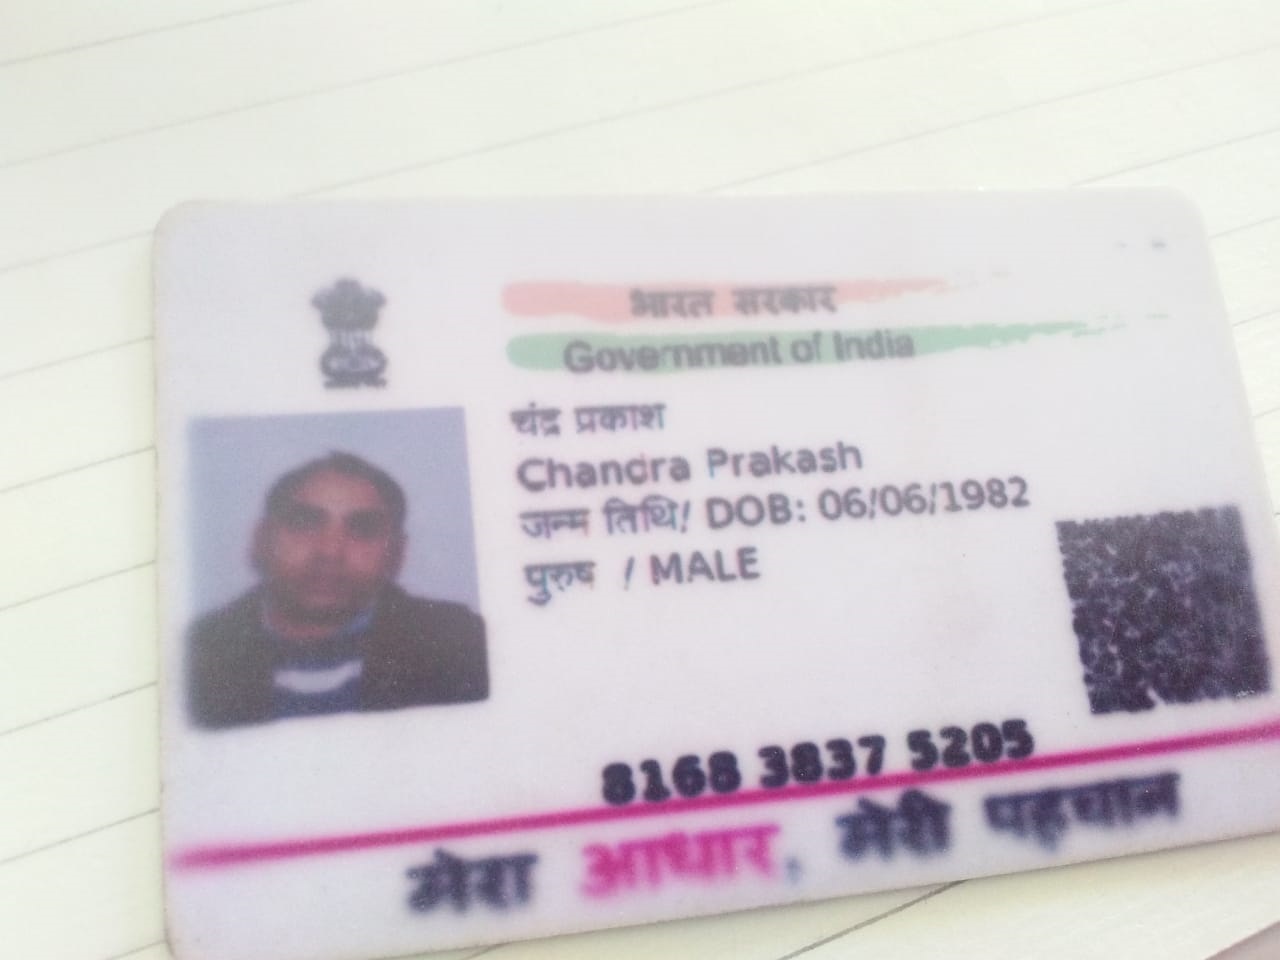 भारत सरकार
Government of India
चंद्र प्रकाश
Chandra Prakash
जन्म तिथि/ DOB: 06/06/1982
पुरुष / MALE
8168 3837 5205
मेरा आधार, मेरी पहचान